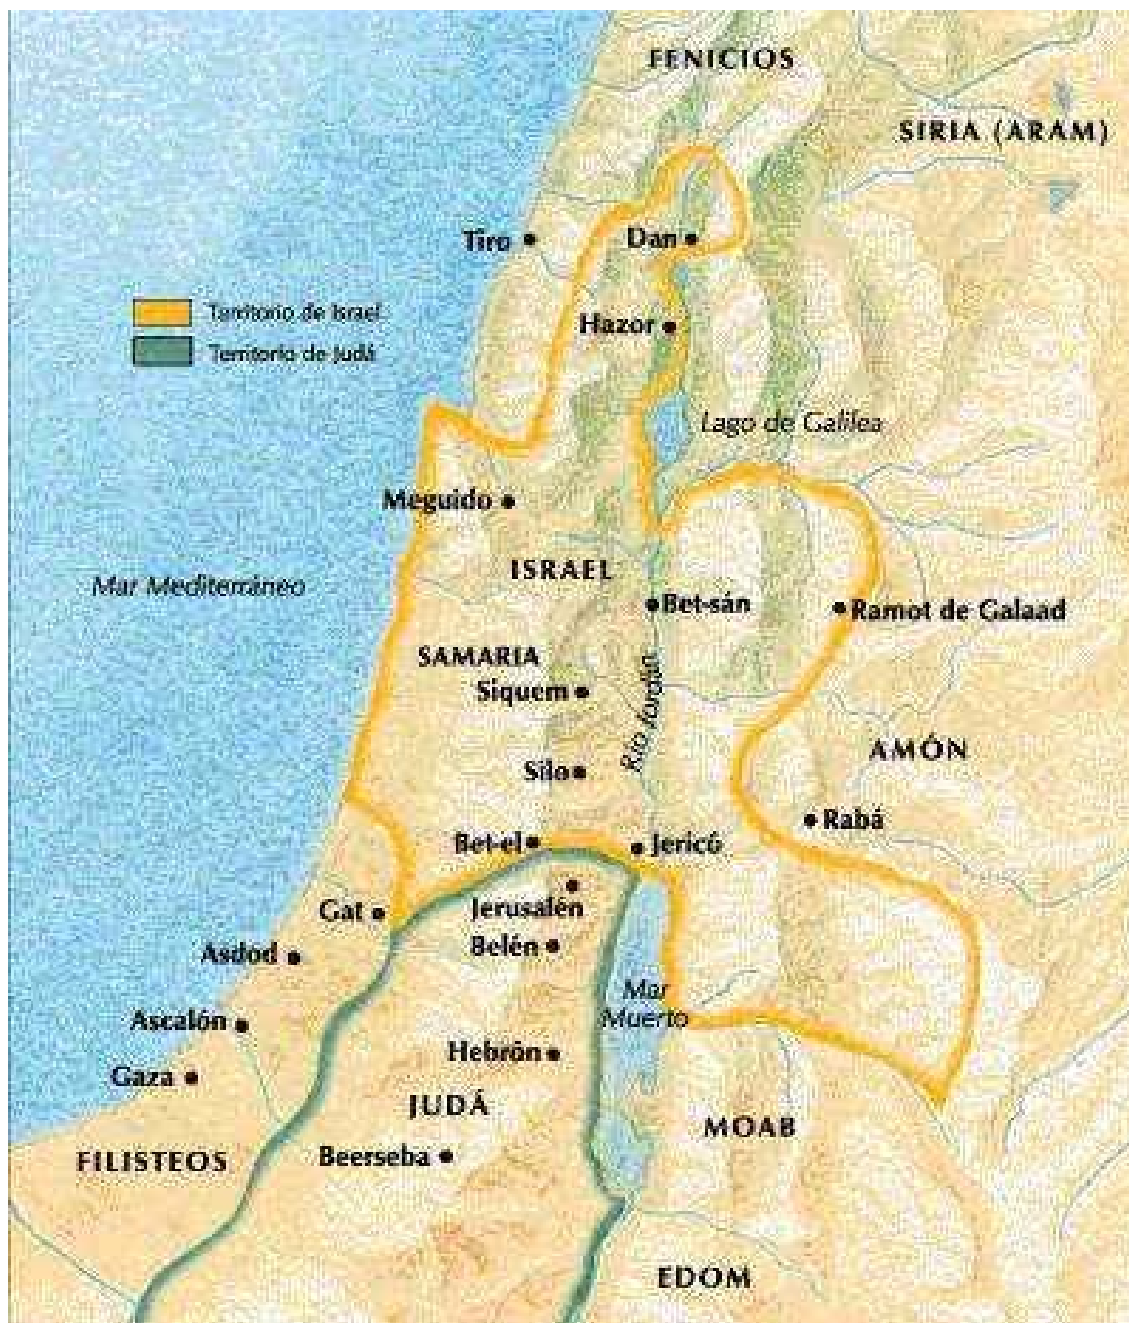 FENICIOS
SIRIA (ARAM)
Tiro
Dan
Territorio de Israel
Hazor
Territorio de Judá
Lago de Galilea
Meguido
ISRAEL
Mar Mediterráneo
Bet-sán
Ramot de Galaad
SAMARIA
Siquem
Río Jordán
AMÓN
Silo
Rabá
Bet-el
Jericó
Gat
Jerusalén
Belén
Asdod
Mar
Muerto
Ascalón
Hebrón
Gaza
JUDÁ
MOAB
FILISTEOS
Beerseba
EDOM